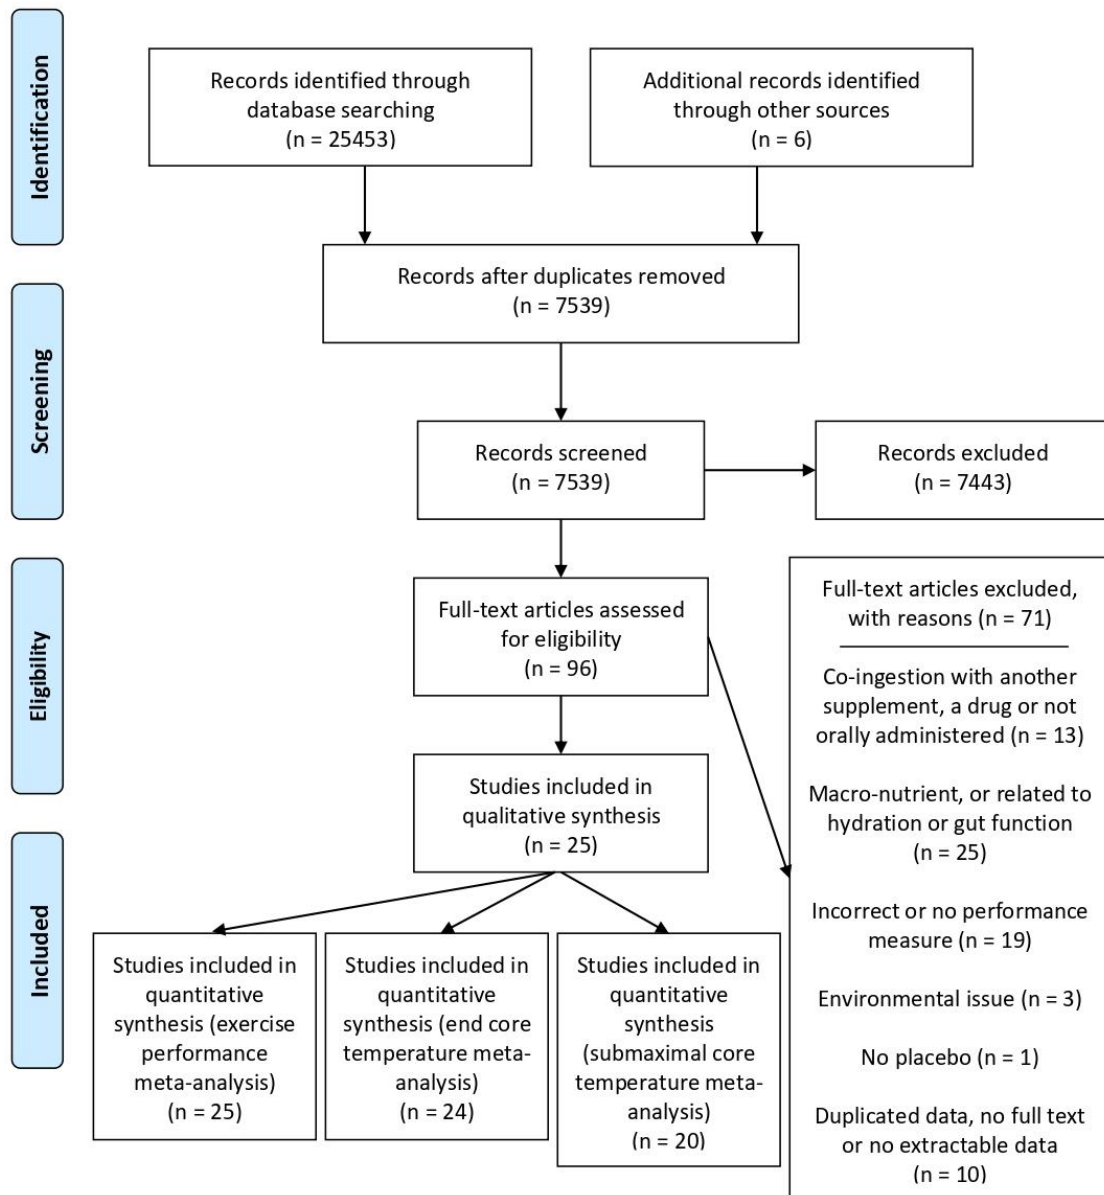 Identification
Records identified through
database searching
(n = 25453)
Additional records identified
through other sources
(n = 6)
Records after duplicates removed
(n = 7539)
Screening
Records screened
(n = 7539)
Records excluded
(n = 7443)
Eligibility
Full-text articles assessed
for eligibility
(n = 96)
Full-text articles excluded,
with reasons (n = 71)
Co-ingestion with another
supplement, a drug or not
orally administered (n = 13)
Macro-nutrient, or related to
hydration or gut function
(n = 25)
Incorrect or no performance
measure (n = 19)
Environmental issue (n = 3)
No placebo (n = 1)
Duplicated data, no full text
or no extractable data
(n = 10)
Studies included in
qualitative synthesis
(n = 25)
Included
Studies included in
quantitative
synthesis (exercise
performance
meta-analysis)
(n = 25)
Studies included in
quantitative
synthesis (end core
temperature meta-
analysis)
(n = 24)
Studies included in
quantitative
synthesis
(submaximal core
temperature meta-
analysis)
(n = 20)